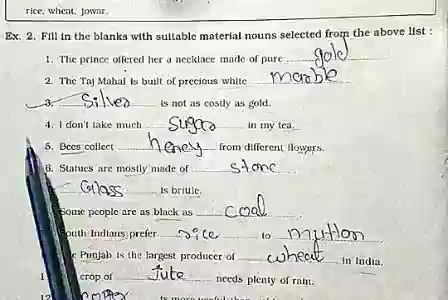 rice, wheat, jowar.
Ex. 2. Fill in the blanks with suitable material nouns selected from the above list :
1. The prince offered her a necklace made of pure gold
2. The Taj Mahal is built of precious white marble
3. Silver is not as costly as gold.
4. I don't take much Sugar in my tea.
5. Bees collect honey from different flowers.
6. Statues are mostly made of stone
Glass is brittle.
Some people are as black as coal
South Indians prefer rice to mutton
e Punjab is the largest producer of wheat in India.
crop of Jute needs plenty of rain.
12 is more useful than